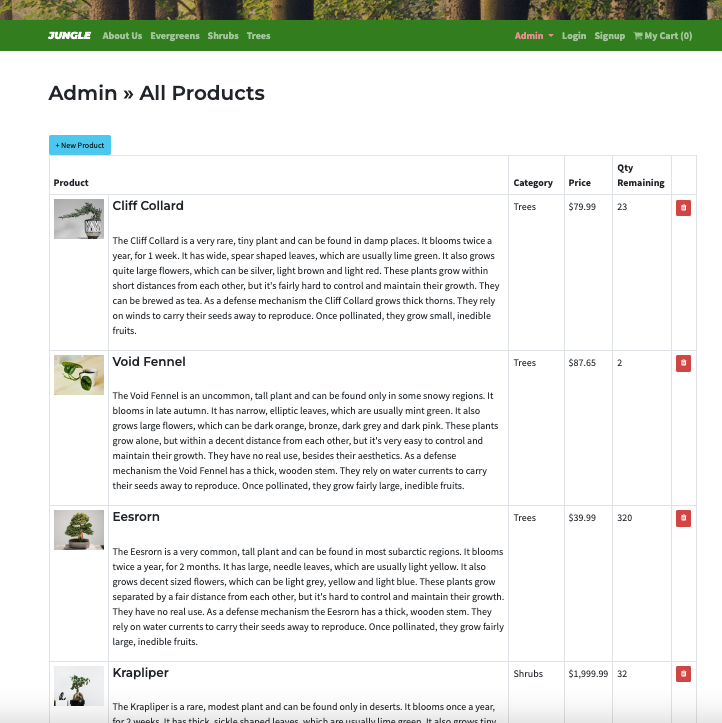 JUNGLE About Us Evergreens Shrubs Trees Admin Login Signup My Cart (0)
Admin » All Products
+ New Product
Product Category Price Qty Remaining
Cliff Collard Trees $79.99 23
The Cliff Collard is a very rare, tiny plant and can be found in damp places. It blooms twice a
year, for 1 week. It has wide, spear shaped leaves, which are usually lime green. It also grows
quite large flowers, which can be silver, light brown and light red. These plants grow within
short distances from each other, but it's fairly hard to control and maintain their growth. They
can be brewed as tea. As a defense mechanism the Cliff Collard grows thick thorns. They rely
on winds to carry their seeds away to reproduce. Once pollinated, they grow small, inedible
fruits.
Void Fennel Trees $87.65 2
The Void Fennel is an uncommon, tall plant and can be found only in some snowy regions. It
blooms in late autumn. It has narrow, elliptic leaves, which are usually mint green. It also
grows large flowers, which can be dark orange, bronze, dark grey and dark pink. These plants
grow alone, but within a decent distance from each other, but it's very easy to control and
maintain their growth. They have no real use, besides their aesthetics. As a defense
mechanism the Void Fennel has a thick, wooden stem. They rely on water currents to carry
their seeds away to reproduce. Once pollinated, they grow fairly large, inedible fruits.
Eesrorn Trees $39.99 320
The Eesrorn is a very common, tall plant and can be found in most subarctic regions. It blooms
twice a year, for 2 months. It has large, needle leaves, which are usually light yellow. It also
grows decent sized flowers, which can be light grey, yellow and light blue. These plants grow
separated by a fair distance from each other, but it's hard to control and maintain their growth.
They have no real use. As a defense mechanism the Eesrorn has a thick, wooden stem. They
rely on water currents to carry their seeds away to reproduce. Once pollinated, they grow fairly
large, inedible fruits.
Krapliper Shrubs $1,999.99 32
The Krapliper is a rare, modest plant and can be found only in deserts. It blooms once a year,
for 2 weeks. It has thick, sickle shaped leaves, which are usually lime green. It also grows tiny